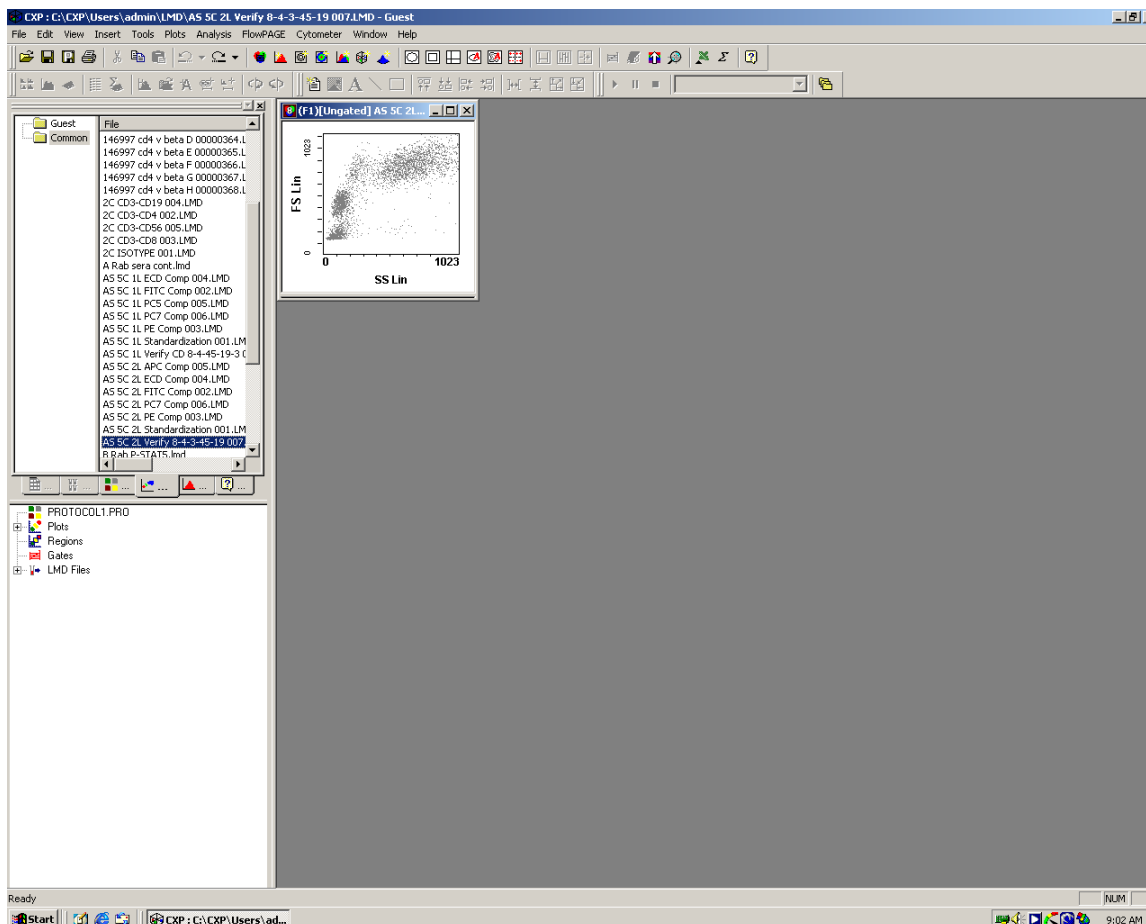 CXP : C:\CXP\Users\admin\LMD\AS 5C 2L Verify 8-4-3-45-19 007.LMD - Guest
File Edit View Insert Tools Plots Analysis FlowPAGE Cytometer Window Help
Guest
Common
File
146997 cd4 v beta D 00000364.L
146997 cd4 v beta E 00000365.L
146997 cd4 v beta F 00000366.L
146997 cd4 v beta G 00000367.L
146997 cd4 v beta H 00000368.L
2C CD3-CD19 004.LMD
2C CD3-CD4 002.LMD
2C CD3-CD56 005.LMD
2C CD3-CD8 003.LMD
2C ISOTYPE 001.LMD
A Rab sera cont.lmd
AS 5C 1L ECD Comp 004.LMD
AS 5C 1L FITC Comp 002.LMD
AS 5C 1L PC5 Comp 005.LMD
AS 5C 1L PC7 Comp 006.LMD
AS 5C 1L PE Comp 003.LMD
AS 5C 1L Standardization 001.LM
AS 5C 1L Verify CD 8-4-45-19-3 0
AS 5C 2L APC Comp 005.LMD
AS 5C 2L ECD Comp 004.LMD
AS 5C 2L FITC Comp 002.LMD
AS 5C 2L PC7 Comp 006.LMD
AS 5C 2L PE Comp 003.LMD
AS 5C 2L Standardization 001.LM
AS 5C 2L Verify 8-4-3-45-19 007.
B Rab P-STAT5.lmd
PROTOCOL1.PRO
Plots
Regions
Gates
LMD Files
(F1)[Ungated] AS 5C 2L...
1023
FS Lin
0
0 1023
SS Lin
Ready
NUM
Start
CXP : C:\CXP\Users\ad...
9:02 AM